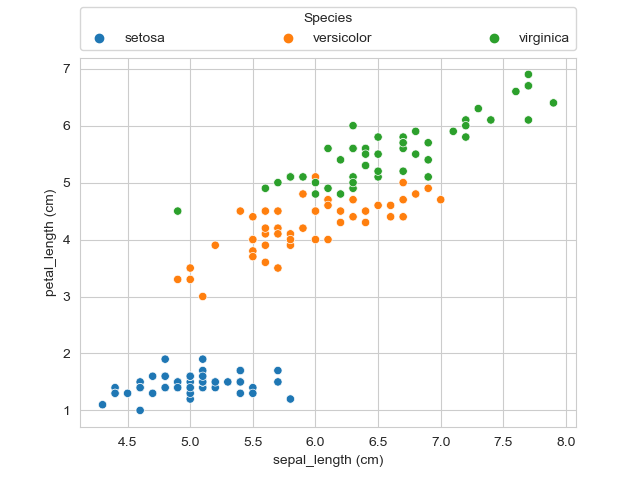 Species
setosa versicolor virginica
7
6
5
4
3
2
1
petal_length (cm)
4.5 5.0 5.5 6.0 6.5 7.0 7.5 8.0
sepal_length (cm)